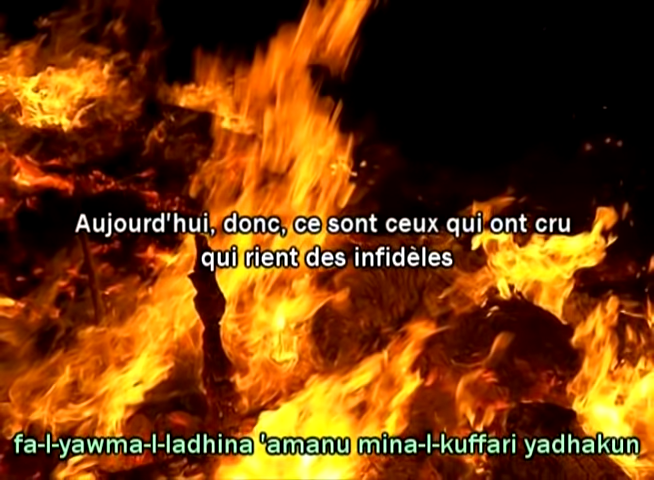 Aujourd'hui, donc, ce sont ceux qui ont cru
qui rient des infidèles
fa-l-yawma-l-ladhina 'amanu mina-l-kuffari yadhakun